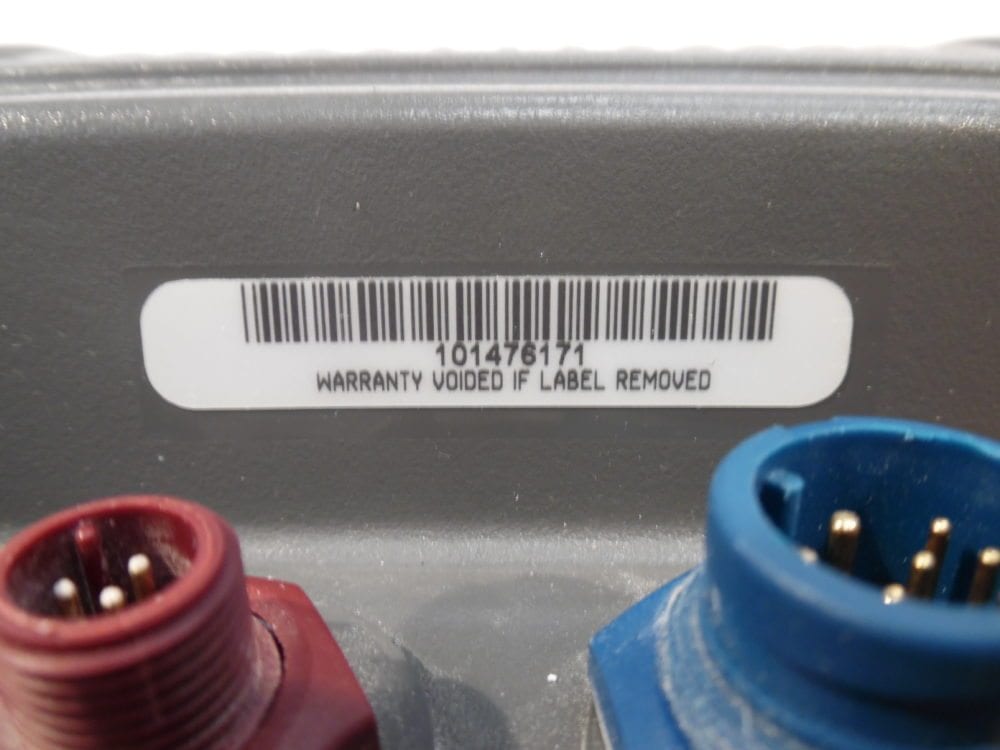 101476171
WARRANTY VOIDED IF LABEL REMOVED